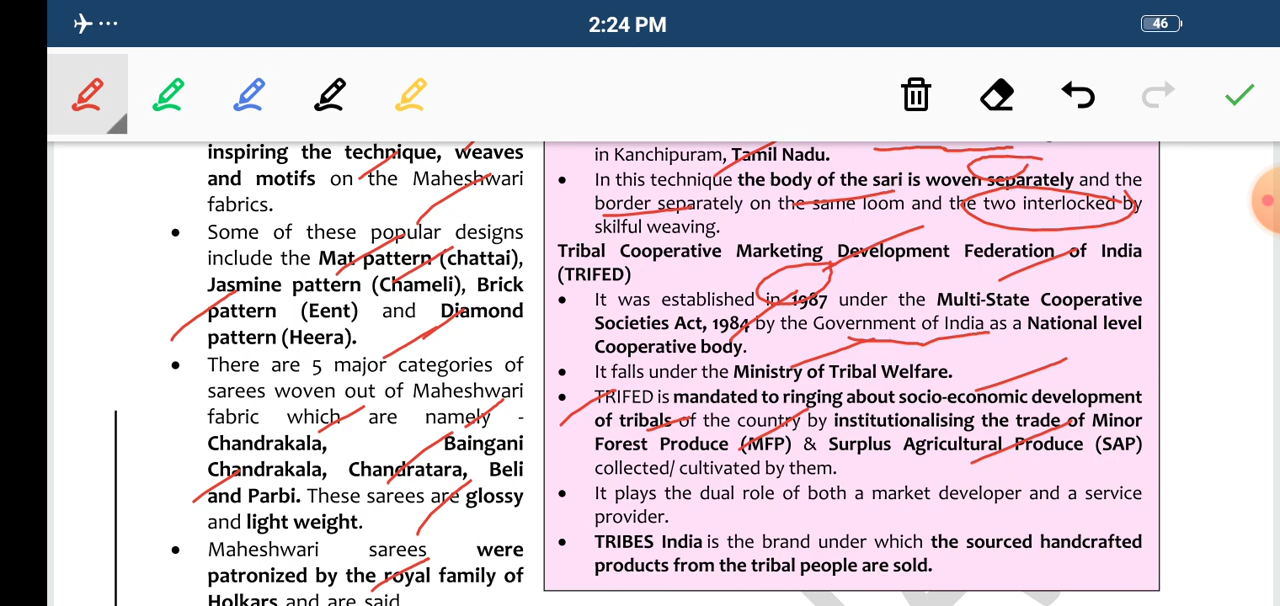 2:24 PM
46
inspiring the technique, weaves
and motifs on the Maheshwari
fabrics.
• Some of these popular designs
include the Mat pattern (chattai),
Jasmine pattern (Chameli), Brick
pattern (Eent) and Diamond
pattern (Heera).
• There are 5 major categories of
sarees woven out of Maheshwari
fabric which are namely -
Chandrakala, Baingani
Chandrakala, Chandratara, Beli
and Parbi. These sarees are glossy
and light weight.
• Maheshwari sarees were
patronized by the royal family of
Holkars and are said
in Kanchipuram, Tamil Nadu.
• In this technique the body of the sari is woven separately and the
border separately on the same loom and the two interlocked by
skilful weaving.
Tribal Cooperative Marketing Development Federation of India
(TRIFED)
• It was established in 1987 under the Multi-State Cooperative
Societies Act, 1984 by the Government of India as a National level
Cooperative body.
• It falls under the Ministry of Tribal Welfare.
• TRIFED is mandated to ringing about socio-economic development
of tribals of the country by institutionalising the trade of Minor
Forest Produce (MFP) & Surplus Agricultural Produce (SAP)
collected/ cultivated by them.
• It plays the dual role of both a market developer and a service
provider.
• TRIBES India is the brand under which the sourced handcrafted
products from the tribal people are sold.